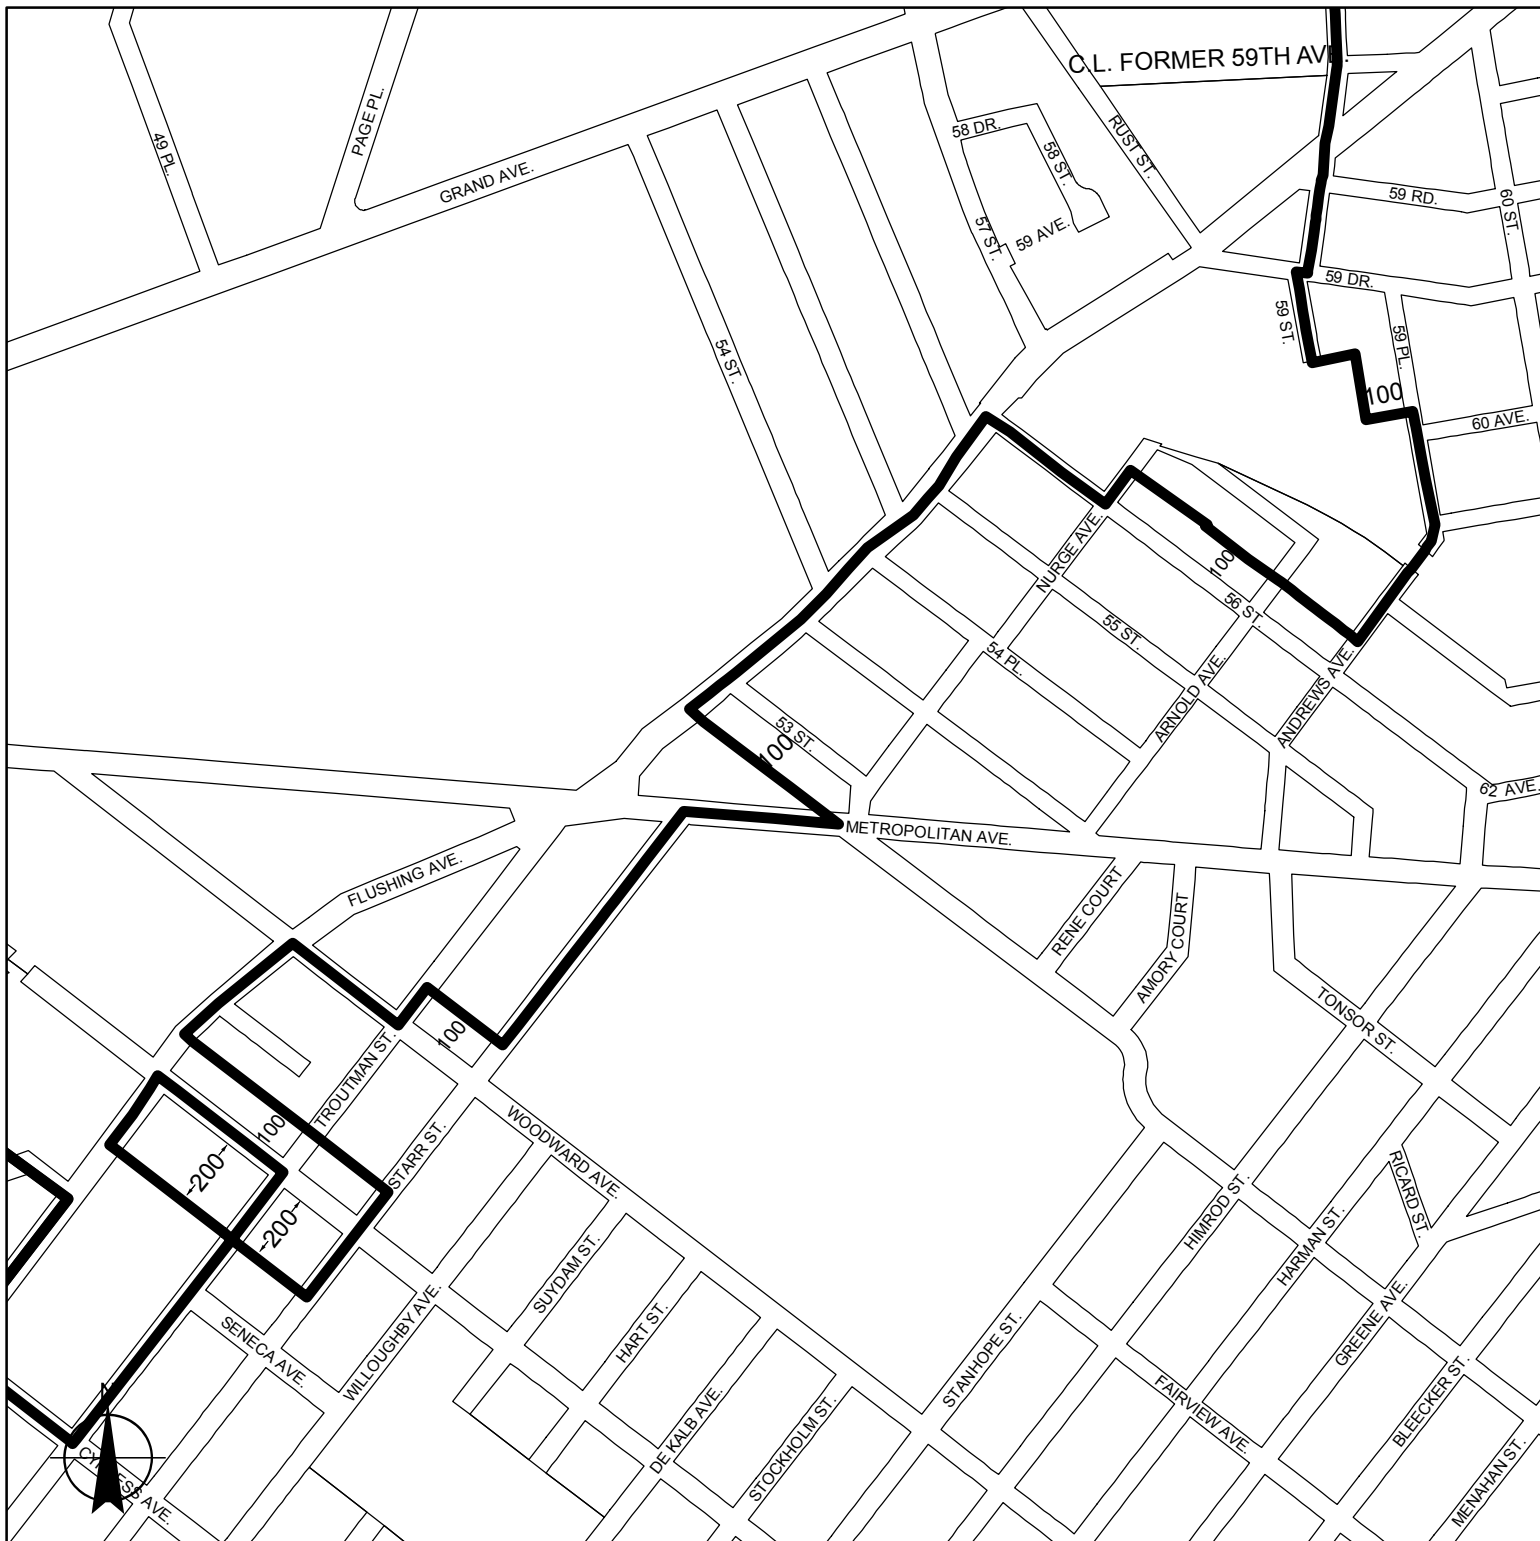 C.L. FORMER 59TH AVE.
49 PL.
PAGE PL.
GRAND AVE.
58 DR.
58 ST.
RUST ST.
57 ST.
59 AVE.
59 RD.
60 ST.
59 DR.
59 ST.
59 PL.
54 ST.
100
60 AVE.
NURGE AVE.
100
56 ST.
55 ST.
54 PL.
ARNOLD AVE.
ANDREWS AVE.
53 ST.
100
62 AVE.
METROPOLITAN AVE.
FLUSHING AVE.
RENE COURT
AMORY COURT
TONSOR ST.
100
TROUTMAN ST.
100
STARR ST.
WOODWARD AVE.
200
200
RICARD ST.
HIMROD ST.
HARMAN ST.
SUYDAM ST.
HART ST.
WILLOUGHBY AVE.
SENECA AVE.
GREENE AVE.
STANHOPE ST.
FAIRVIEW AVE.
BLEECKER ST.
DE KALB AVE.
STOCKHOLM ST.
MENAHAN ST.
N
CYPRESS AVE.